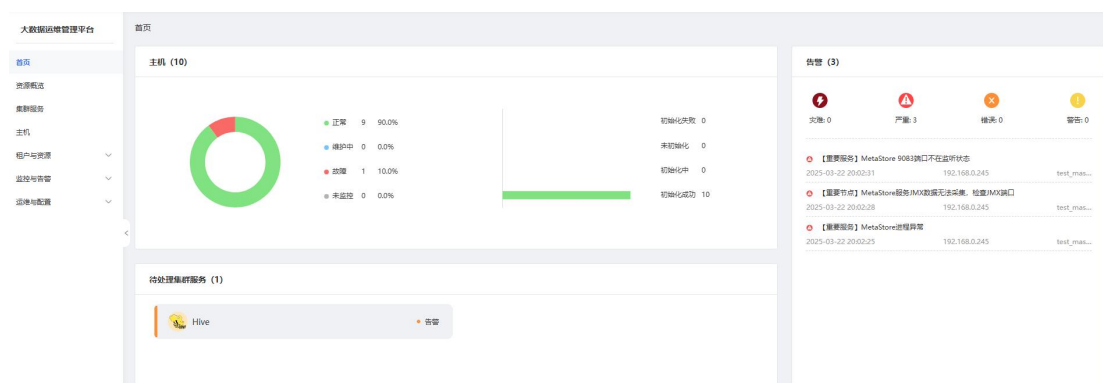 大数据运维管理平台
首页
资源概览
集群服务
主机
租户与资源
监控与告警
运维与配置
首页
主机（10）
正常 9 90.0%
维护中 0 0.0%
故障 1 10.0%
未监控 0 0.0%
初始化失败 0
未初始化 0
初始化中 0
初始化成功 10
待处理集群服务（1）
Hive 告警
告警（3）
灾难: 0 严重: 3 错误: 0 警告: 0
【重要服务】MetaStore 9083端口不在监听状态
2025-03-22 20:02:31 192.168.0.245 test_mas...
【重要节点】MetaStore服务JMX数据无法采集，检查JMX端口
2025-03-22 20:02:28 192.168.0.245 test_mas...
【重要服务】MetaStore进程异常
2025-03-22 20:02:25 192.168.0.245 test_mas...